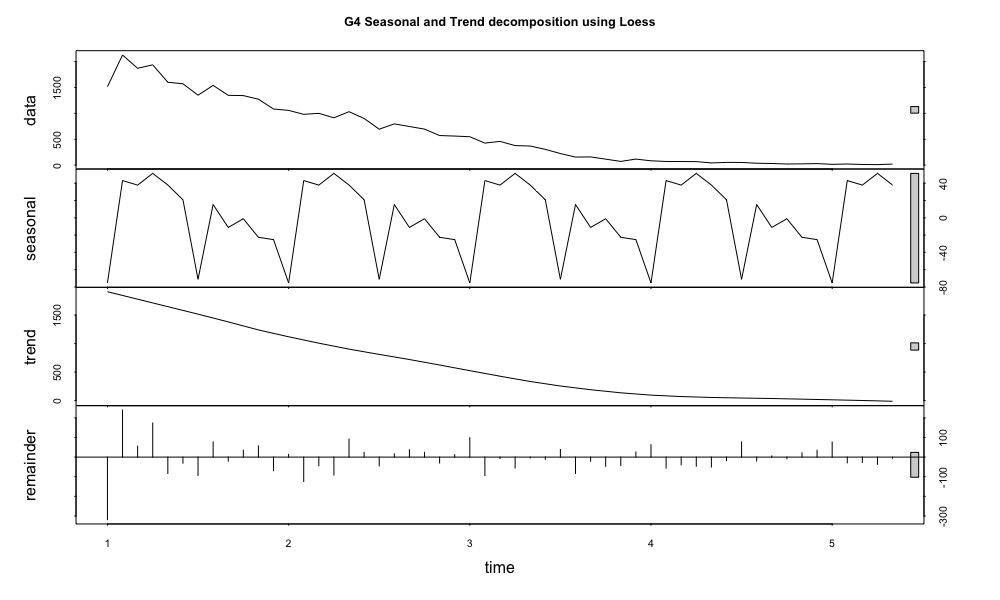 G4 Seasonal and Trend decomposition using Loess
data
0 500 1500
seasonal
-80 -40 0 40
trend
0 500 1500
remainder
-300 -100 100
1 2 3 4 5
time